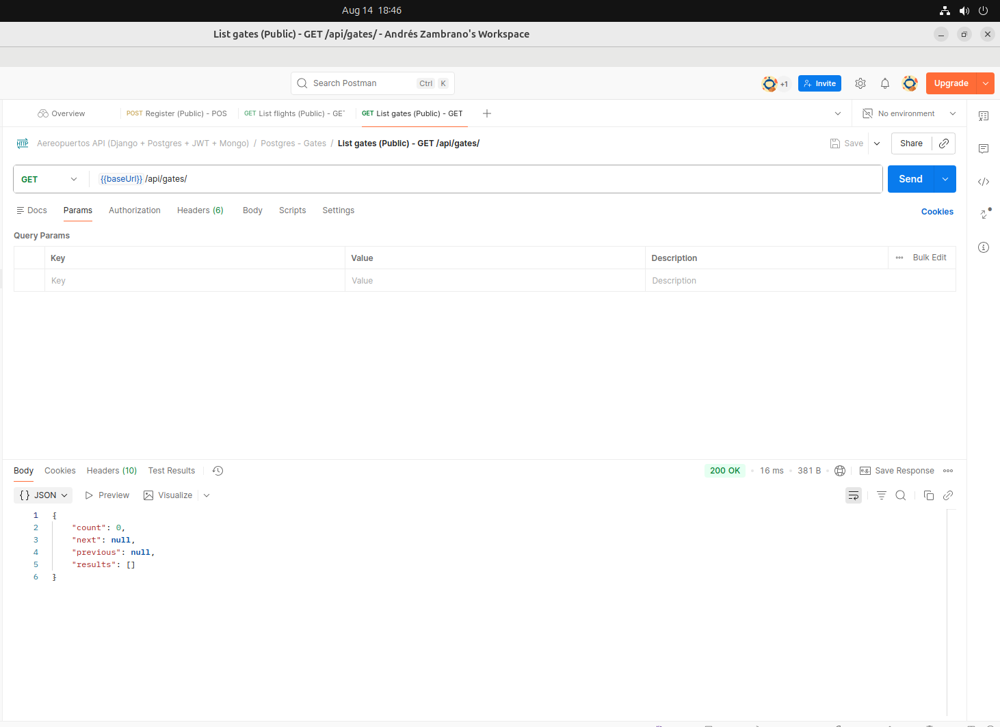 Aug 14 18:46
List gates (Public) - GET /api/gates/ - Andrés Zambrano's Workspace
Search Postman Ctrl K
+1 Invite Upgrade
Overview POST Register (Public) - POS GET List flights (Public) - GE GET List gates (Public) - GET No environment
HTTP Aereopuertos API (Django + Postgres + JWT + Mongo) / Postgres - Gates / List gates (Public) - GET /api/gates/ Save Share
GET {{baseUrl}} /api/gates/ Send
Docs Params Authorization Headers (6) Body Scripts Settings Cookies
Query Params
Key Value Description Bulk Edit
Key Value Description
Body Cookies Headers (10) Test Results 200 OK 16 ms 381 B e.g. Save Response
{} JSON Preview Visualize
1 {
2 "count": 0,
3 "next": null,
4 "previous": null,
5 "results": []
6 }